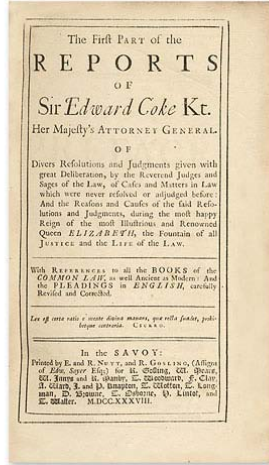 The First PART of the
REPORTS
OF
Sir Edward Coke Kt.
Her Majesty's ATTORNEY GENERAL.
OF
Divers Resolutions and Judgments given with
great Deliberation, by the Reverend Judges and
Sages of the Law, of Cases and Matters in Law
which were never resolved or adjudged before:
And the Reasons and Causes of the said Reso-
lutions and Judgments, during the most happy
Reign of the most Illustrious and Renowned
Queen ELIZABETH, the Fountain of all
JUSTICE and the LIFE of the LAW.
With REFERENCES to all the BOOKS of the
COMMON LAW, as well Ancient as Modern: And
the PLEADINGS in ENGLISH, carefully
Revised and Corrected.
Lex est certa ratio e mente divina manans, quæ recta suadet, prohi-
betque contraria. CICERO.
In the SAVOY:
Printed by E. and R. NUTT, and R. GOSLING, (Assigns
of Edw. Sayer Esq;) for R. Gosling, W. Mears,
W. Innys and R. Manby, T. Woodward, F. Clay,
A. Ward, J. and P. Knapton, T. Wotton, T. Long-
man, D. Browne, T. Osborne, H. Lintot, and
T. Waller. M.DCC.XXXVIII.